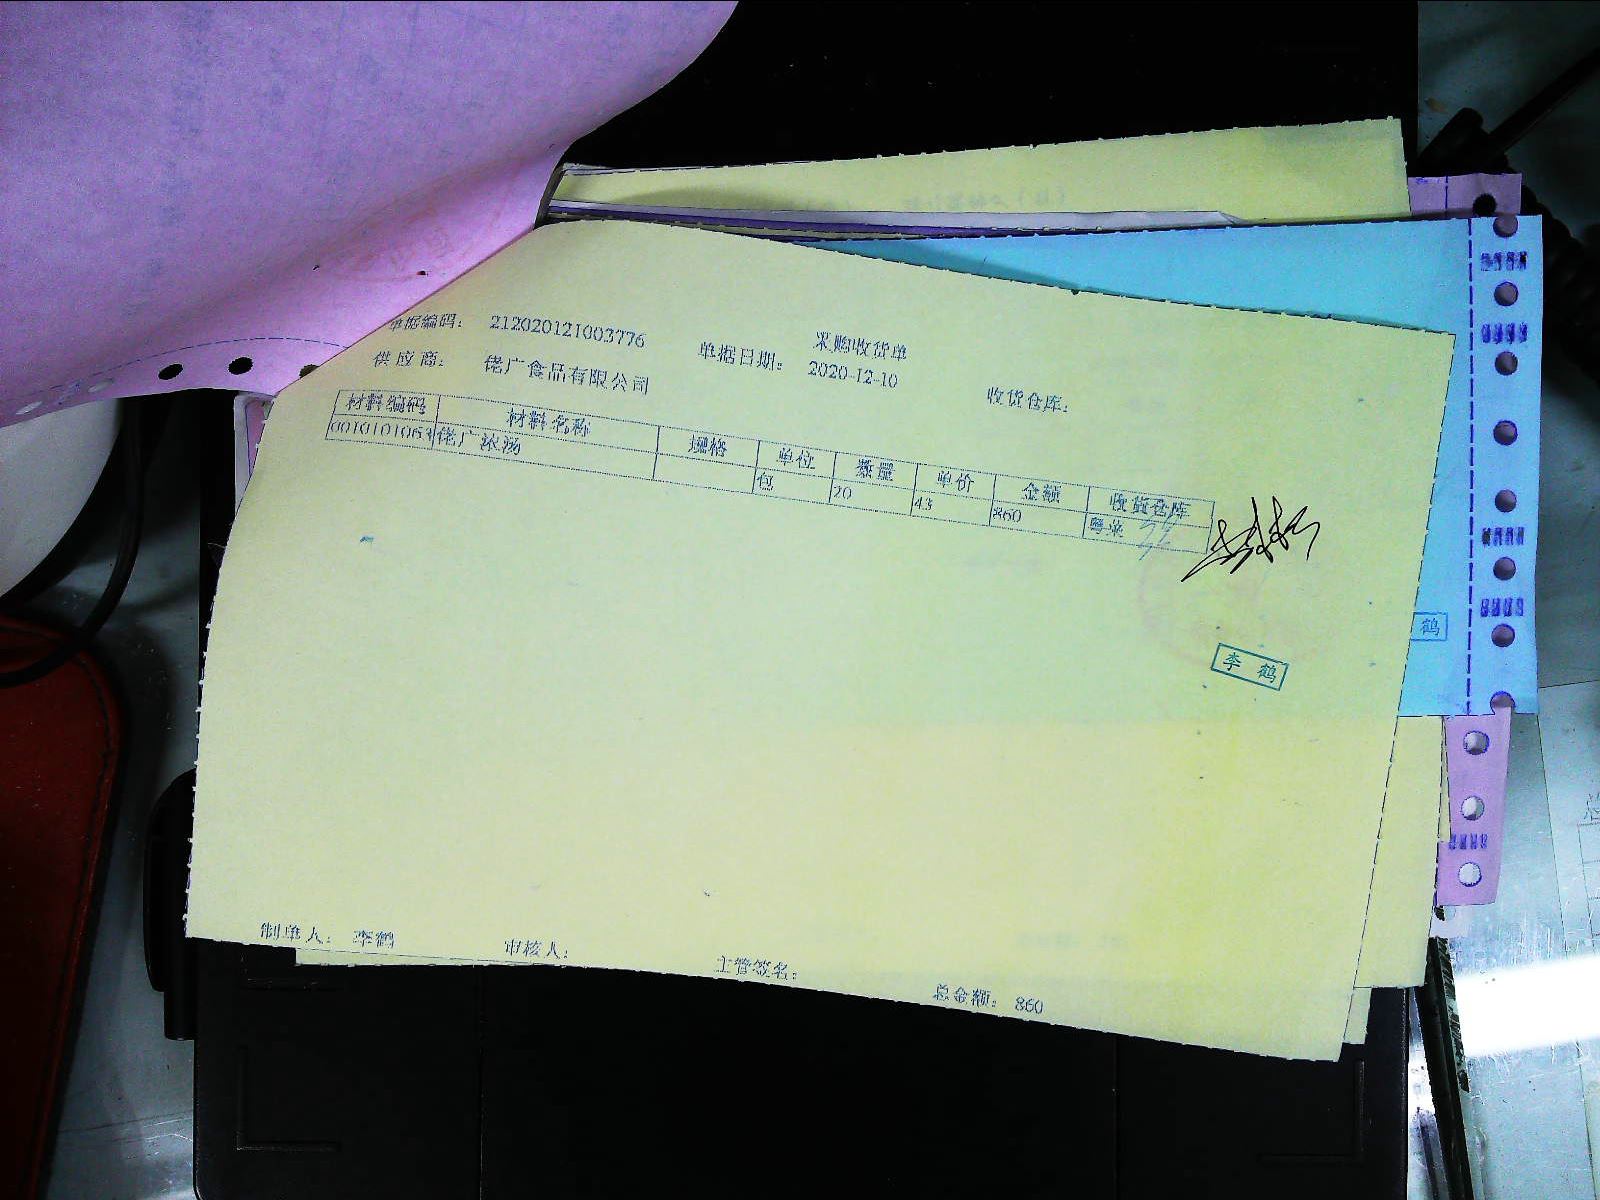 采购收货单
单据编码: 212020121003776 单据日期: 2020-12-10 收货仓库:
供应商: 佬广食品有限公司
材料编码 材料名称 规格 单位 数量 单价 金额 收货仓库
佬广浓汤 包 20 43 860 粤菜
李鹤
鹤
制单人: 李鹤 审核人: 主管签名: 总金额: 860